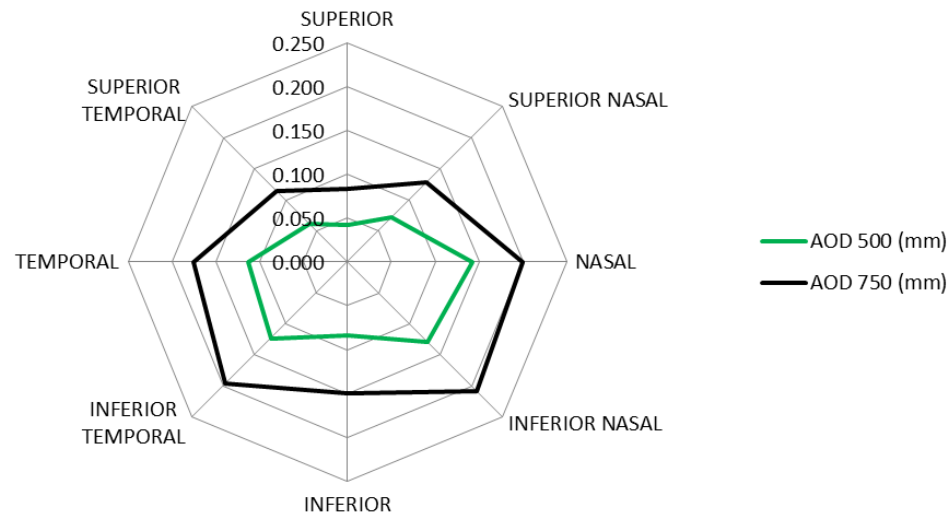 SUPERIOR
0.250
0.200
0.150
0.100
0.050
0.000
SUPERIOR
TEMPORAL
SUPERIOR NASAL
TEMPORAL
NASAL
INFERIOR
TEMPORAL
INFERIOR NASAL
INFERIOR
AOD 500 (mm)
AOD 750 (mm)